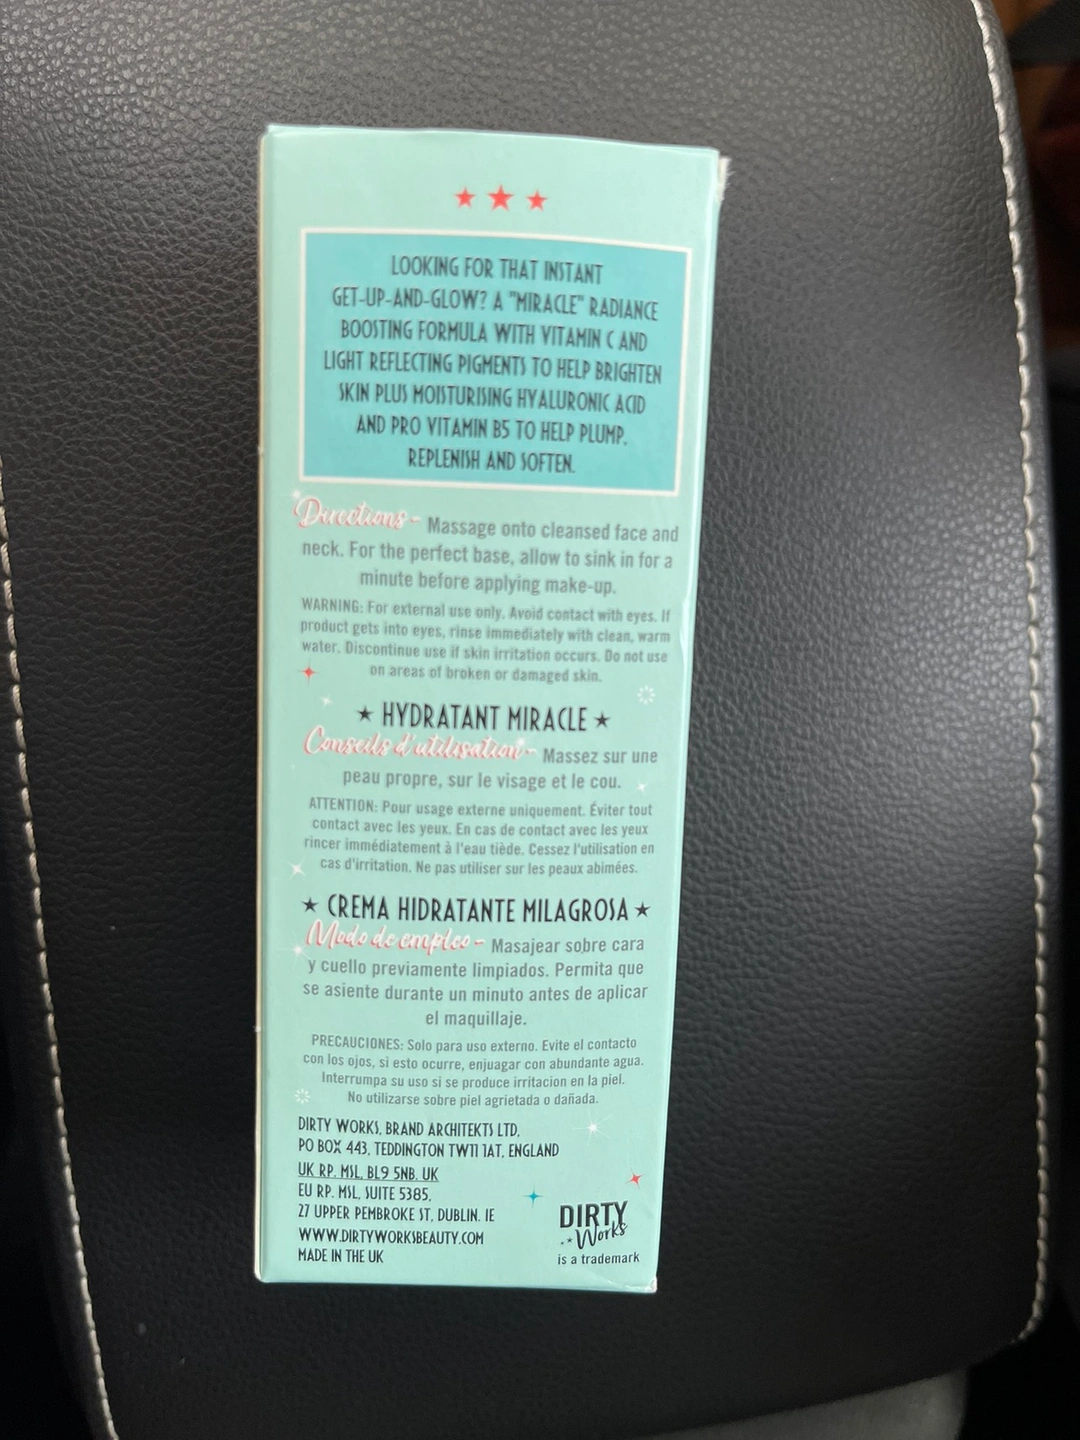 LOOKING FOR THAT INSTANT
GET-UP-AND-GLOW? A "MIRACLE" RADIANCE
BOOSTING FORMULA WITH VITAMIN C AND
LIGHT REFLECTING PIGMENTS TO HELP BRIGHTEN
SKIN PLUS MOISTURISING HYALURONIC ACID
AND PRO VITAMIN B5 TO HELP PLUMP,
REPLENISH AND SOFTEN.
Directions - Massage onto cleansed face and
neck. For the perfect base, allow to sink in for a
minute before applying make-up.
WARNING: For external use only. Avoid contact with eyes. If
product gets into eyes, rinse immediately with clean, warm
water. Discontinue use if skin irritation occurs. Do not use
on areas of broken or damaged skin.
★ HYDRATANT MIRACLE ★
Conseils d'utilisation - Massez sur une
peau propre, sur le visage et le cou.
ATTENTION: Pour usage externe uniquement. Éviter tout
contact avec les yeux. En cas de contact avec les yeux
rincer immédiatement à l'eau tiède. Cessez l'utilisation en
cas d'irritation. Ne pas utiliser sur les peaux abimées.
★ CREMA HIDRATANTE MILAGROSA ★
Modo de empleo - Masajear sobre cara
y cuello previamente limpiados. Permita que
se asiente durante un minuto antes de aplicar
el maquillaje.
PRECAUCIONES: Solo para uso externo. Evite el contacto
con los ojos, si esto ocurre, enjuagar con abundante agua.
Interrumpa su uso si se produce irritacion en la piel.
No utilizarse sobre piel agrietada o dañada.
DIRTY WORKS, BRAND ARCHITEKTS LTD,
PO BOX 443, TEDDINGTON TW11 1AT, ENGLAND
UK RP. MSL, BL9 5NB. UK
EU RP. MSL, SUITE 5385,
27 UPPER PEMBROKE ST, DUBLIN. IE
WWW.DIRTYWORKSBEAUTY.COM
MADE IN THE UK
DIRTY
Works
is a trademark